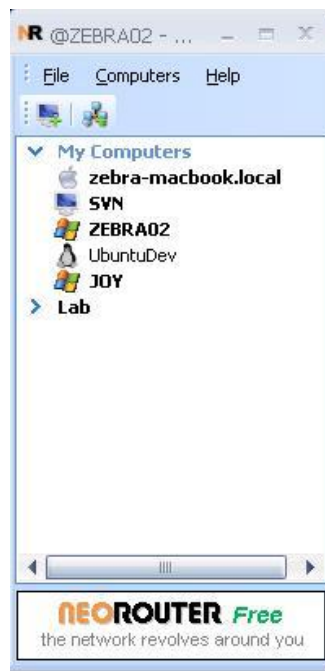 NR @ZEBRA02 - ...
File Computers Help
My Computers
zebra-macbook.local
SVN
ZEBRA02
UbuntuDev
JOY
Lab
NEOROUTER Free
the network revolves around you